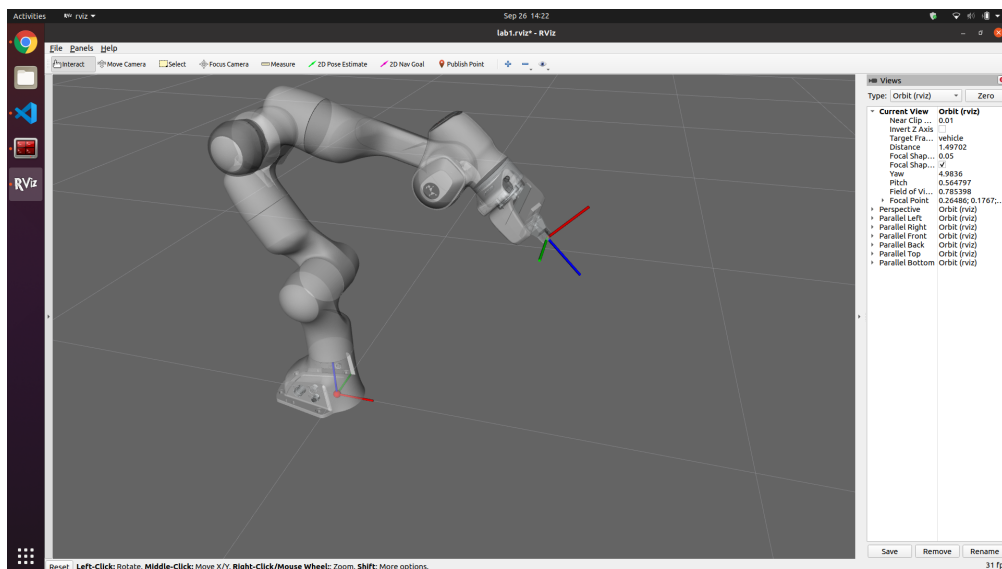 Activities RViz rviz Sep 26 14:22
lab1.rviz* - RViz
File Panels Help
Interact Move Camera Select Focus Camera Measure 2D Pose Estimate 2D Nav Goal Publish Point
Views
Type: Orbit (rviz) Zero
Current View Orbit (rviz)
Near Clip ... 0.01
Invert Z Axis
Target Fra... vehicle
Distance 1.49702
Focal Shap... 0.05
Focal Shap...
Yaw 4.9836
Pitch 0.564797
Field of Vi... 0.785398
Focal Point 0.26486; 0.1767;...
Perspective Orbit (rviz)
Parallel Left Orbit (rviz)
Parallel Right Orbit (rviz)
Parallel Front Orbit (rviz)
Parallel Back Orbit (rviz)
Parallel Top Orbit (rviz)
Parallel Bottom Orbit (rviz)
RViz
Save Remove Rename
Reset Left-Click: Rotate. Middle-Click: Move X/Y. Right-Click/Mouse Wheel:: Zoom. Shift: More options. 31 f